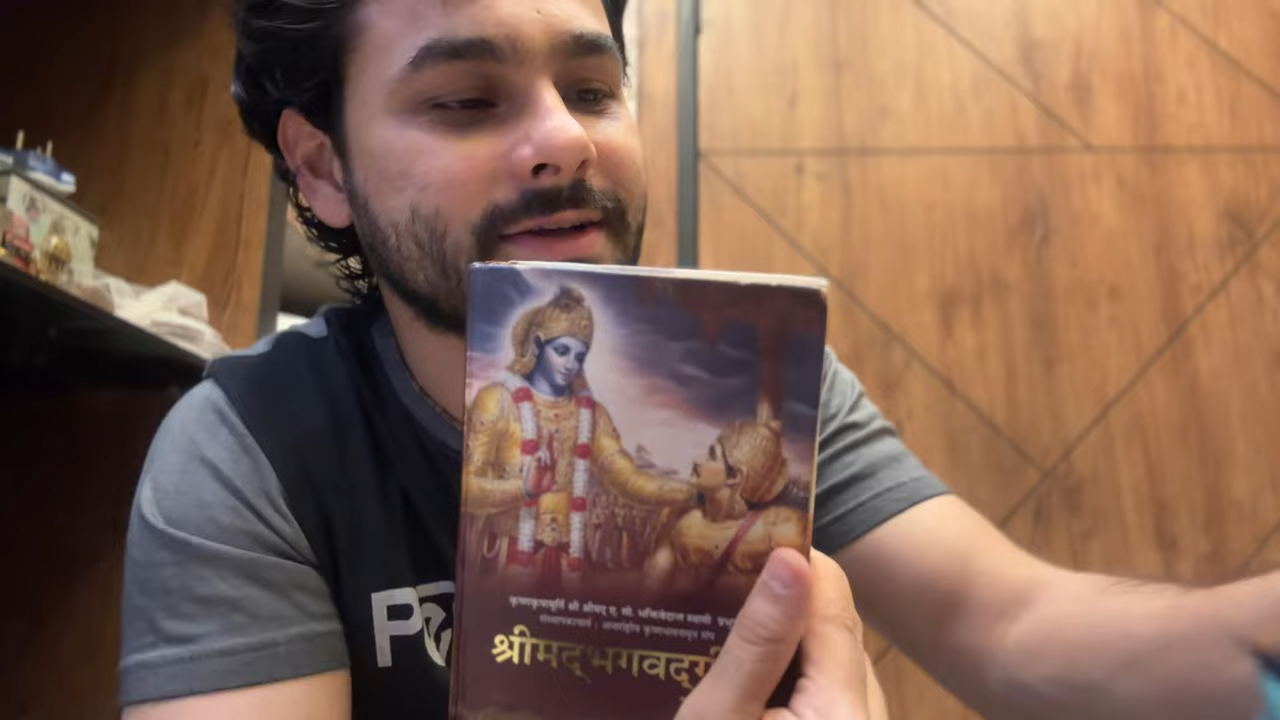 कृष्णकृपामूर्ति श्री श्रीमद् ए. सी. भक्तिवेदान्त स्वामी
संस्थापकाचार्य : अन्तर्राष्ट्रीय कृष्णभावनामृत संघ
श्रीमद्भगवद्गी